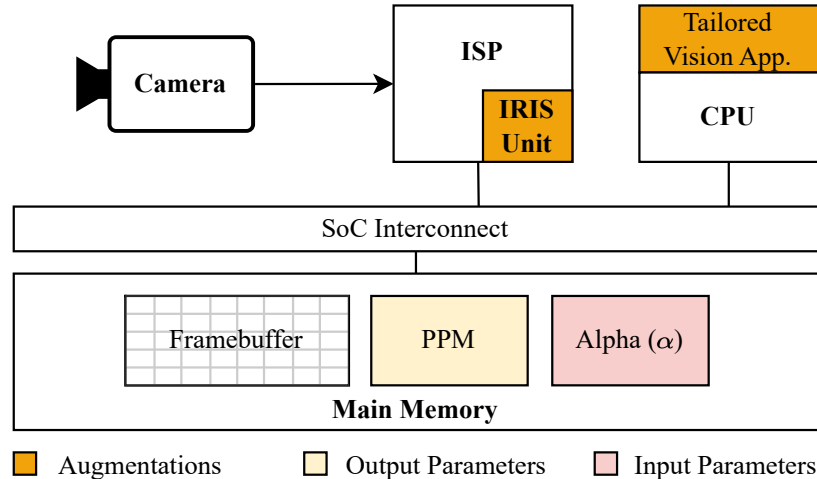 Camera
ISP
IRIS
Unit
Tailored
Vision App.
CPU
SoC Interconnect
Framebuffer
PPM
Alpha (α)
Main Memory
Augmentations
Output Parameters
Input Parameters